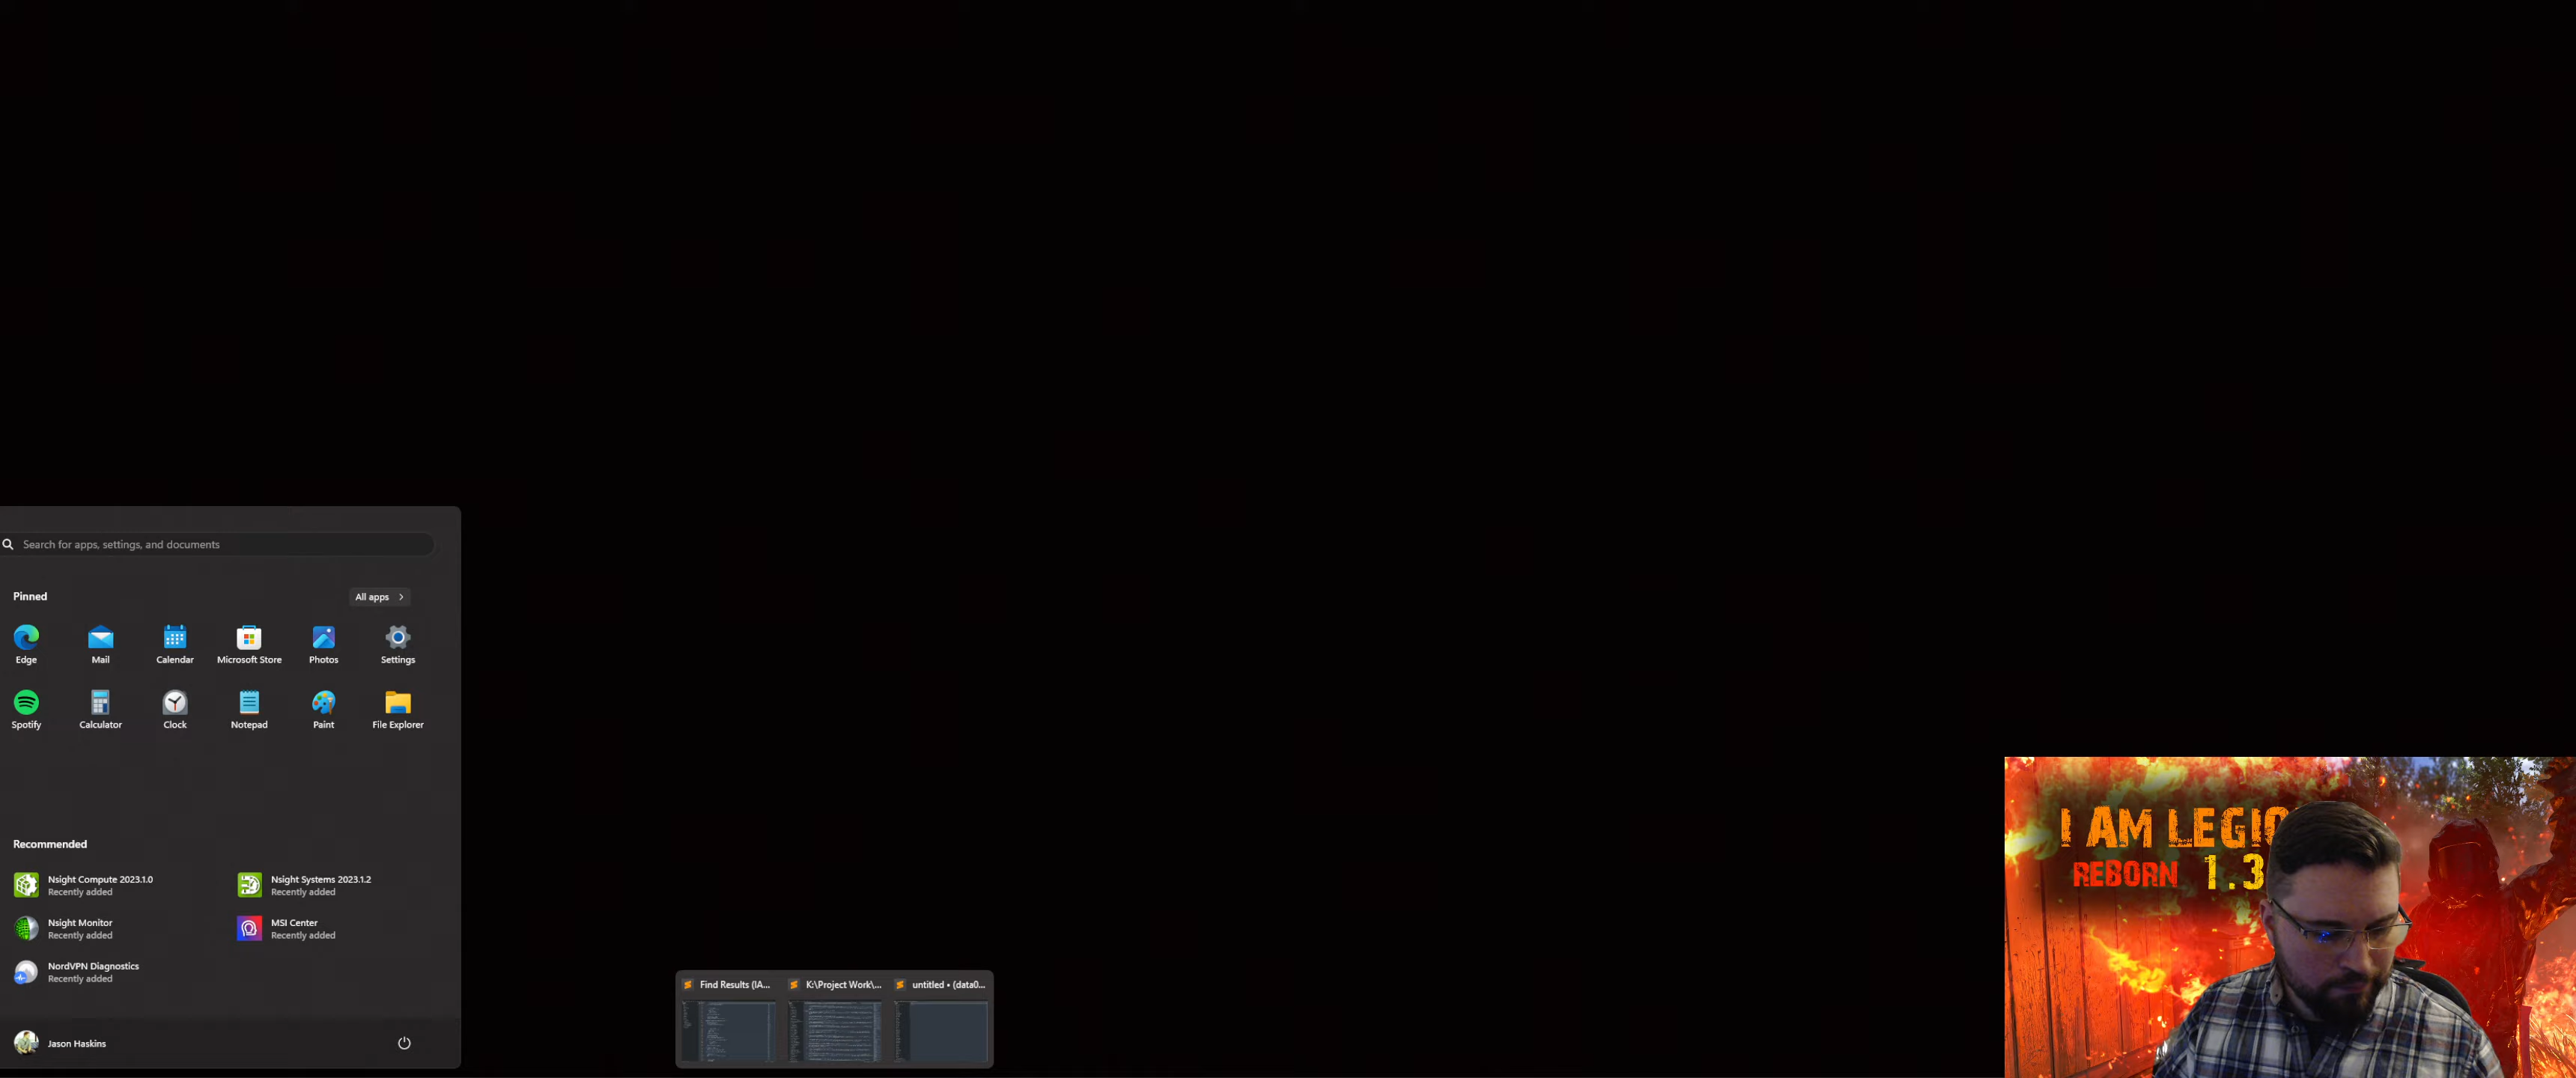 Search for apps, settings, and documents
Pinned
All apps
Edge
Mail
Calendar
Microsoft Store
Photos
Settings
Spotify
Calculator
Clock
Notepad
Paint
File Explorer
Recommended
Nsight Compute 2023.1.0
Recently added
Nsight Systems 2023.1.2
Recently added
Nsight Monitor
Recently added
MSI Center
Recently added
NordVPN Diagnostics
Recently added
Jason Haskins
Find Results (IA...
K:\Project Work\...
untitled • (data0...
I AM LEGIO
REBORN 1.3